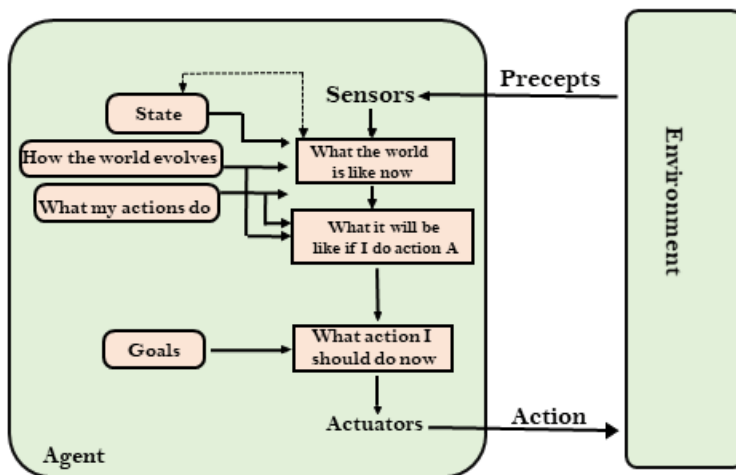 Precepts
Sensors
State
What the world
is like now
How the world evolves
What my actions do
What it will be
like if I do action A
Environment
Goals
What action I
should do now
Actuators
Action
Agent